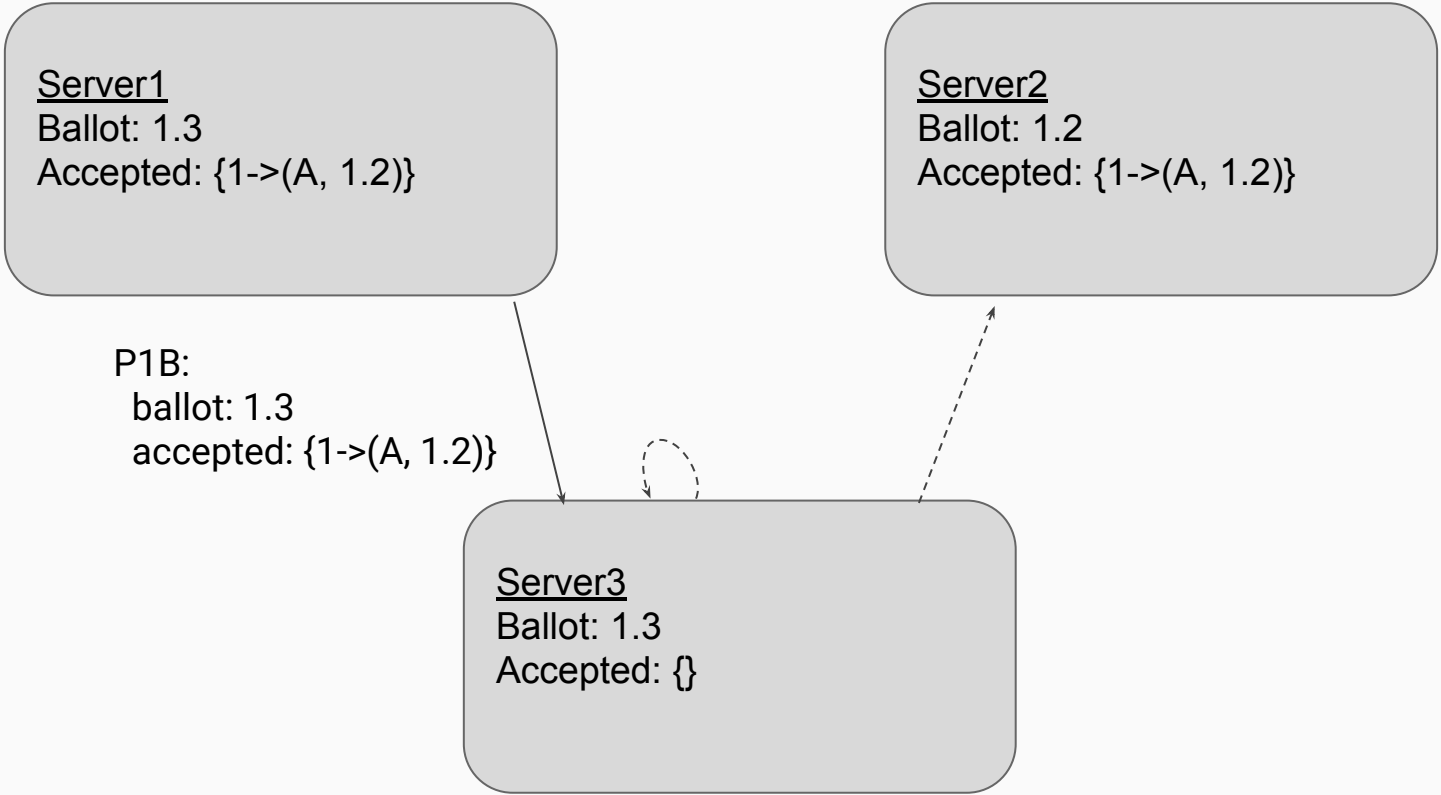 Server1
Ballot: 1.3
Accepted: {1->(A, 1.2)}
Server2
Ballot: 1.2
Accepted: {1->(A, 1.2)}
P1B:
ballot: 1.3
accepted: {1->(A, 1.2)}
Server3
Ballot: 1.3
Accepted: {}